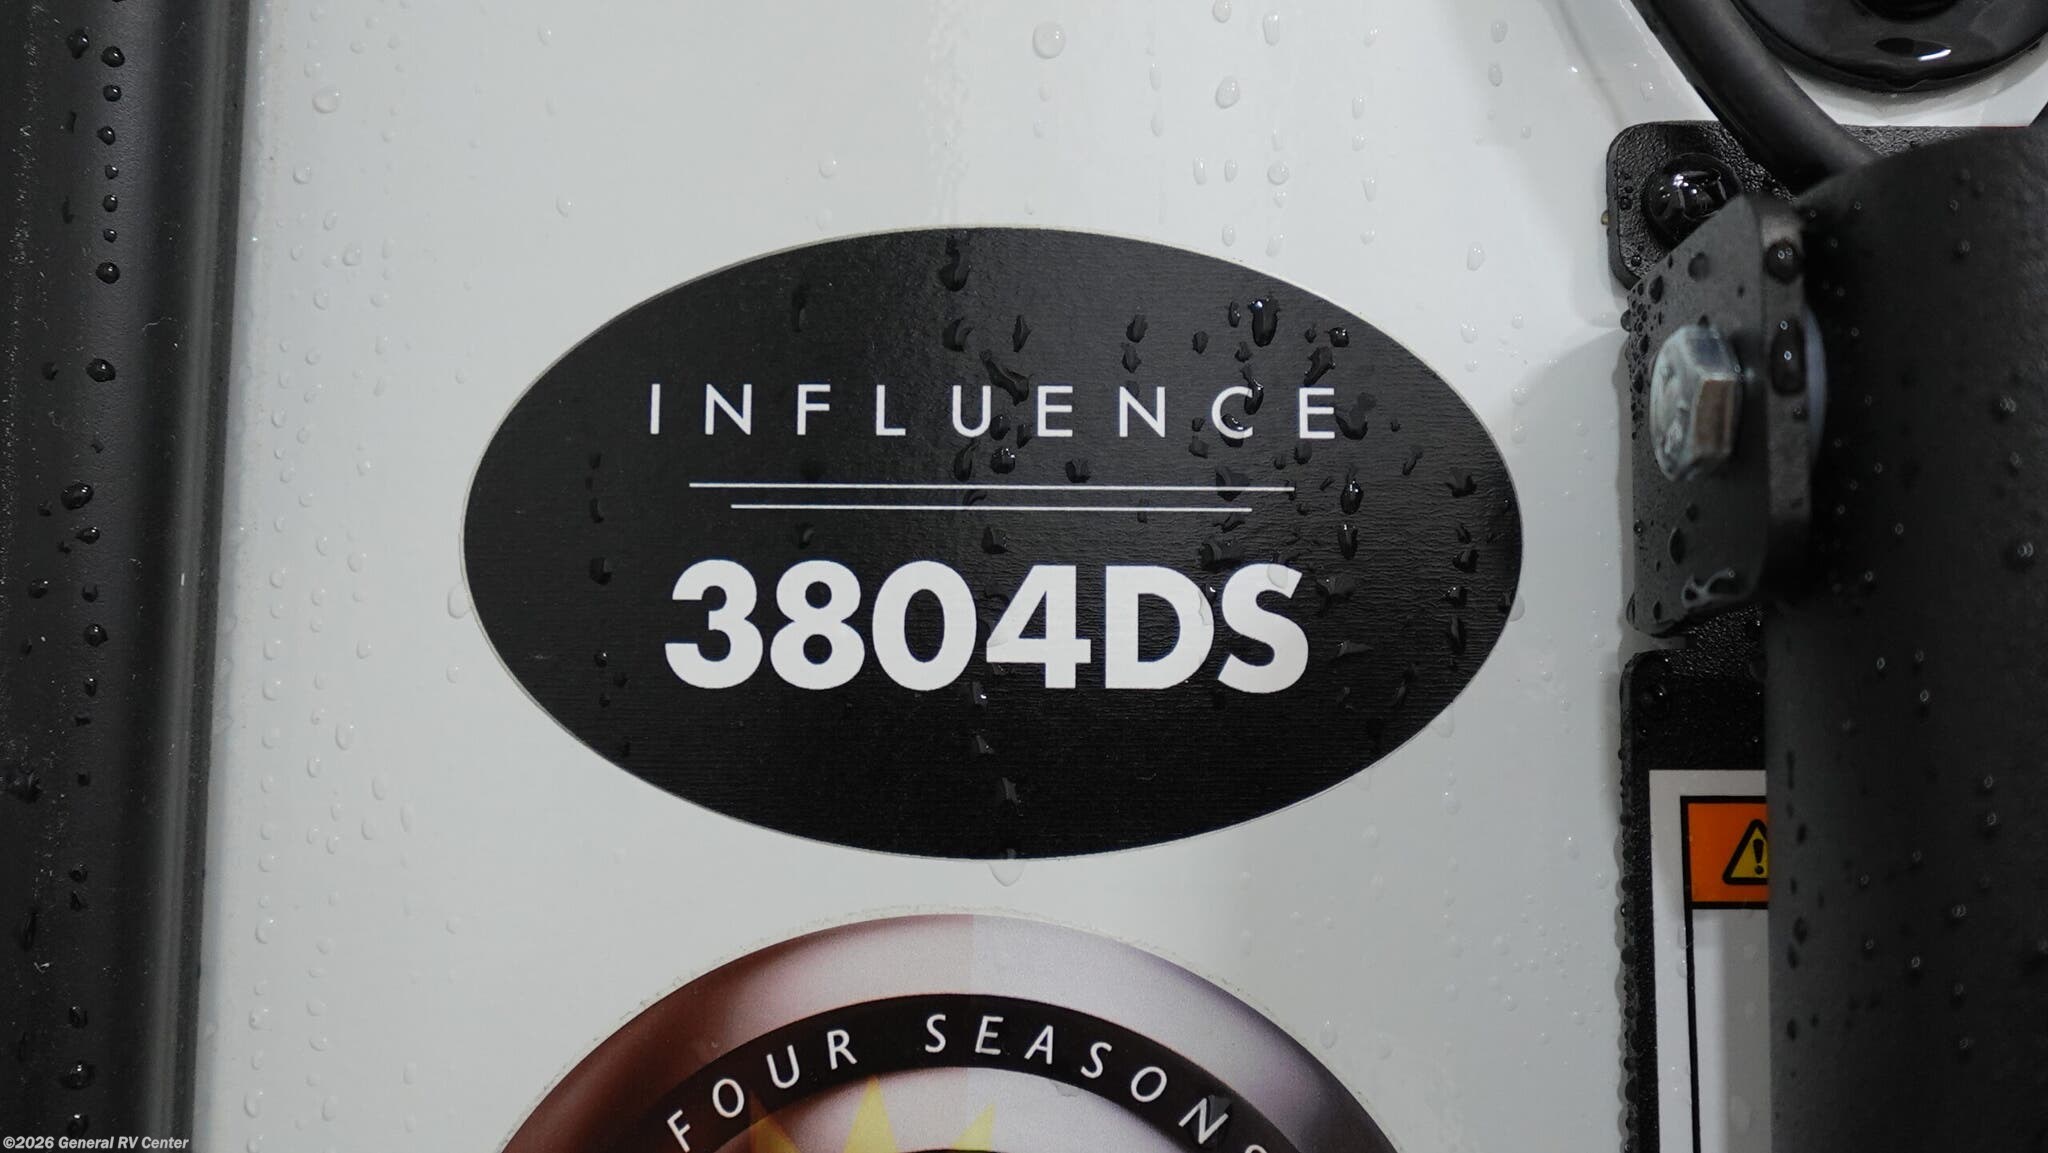 INFLUENCE
3804DS
FOUR SEASONS
©2026 General RV Center